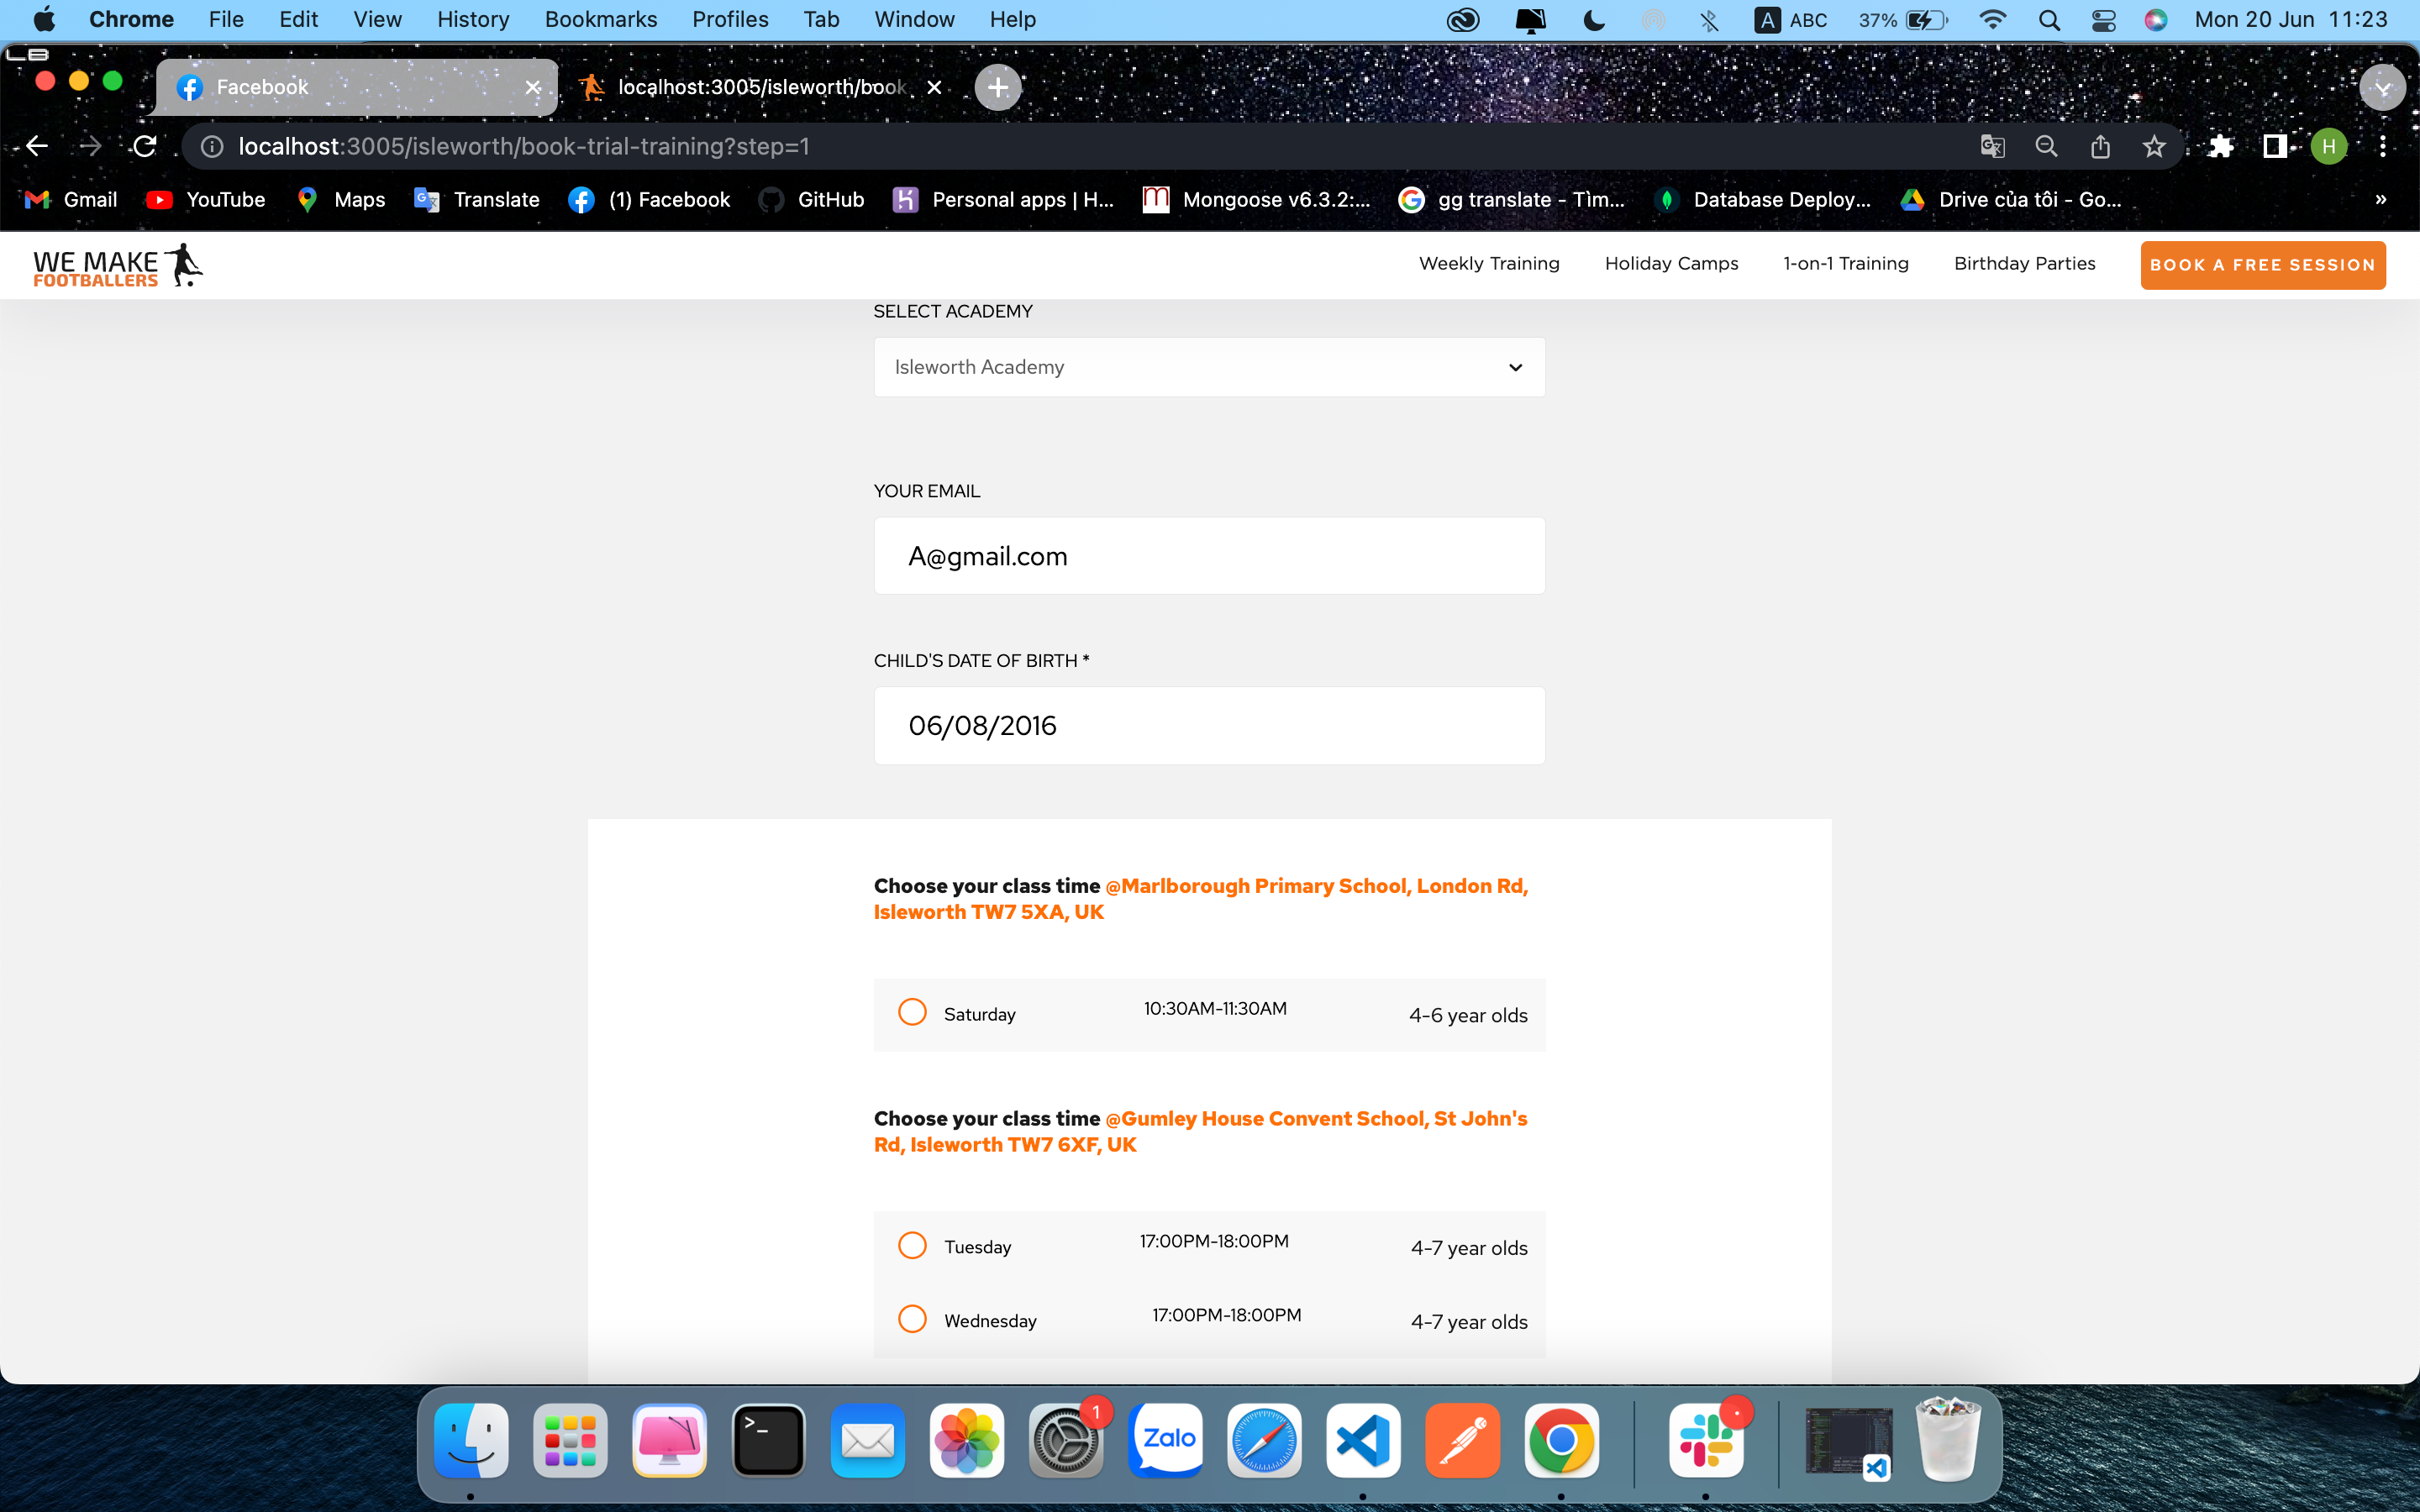 Chrome File Edit View History Bookmarks Profiles Tab Window Help A ABC 37% Mon 20 Jun 11:23
Facebook localhost:3005/isleworth/book
localhost:3005/isleworth/book-trial-training?step=1 H
Gmail YouTube Maps Translate (1) Facebook GitHub Personal apps | H... Mongoose v6.3.2:... gg translate - Tìm... Database Deploy... Drive của tôi - Go... »
WE MAKE
FOOTBALLERS
Weekly Training Holiday Camps 1-on-1 Training Birthday Parties BOOK A FREE SESSION
SELECT ACADEMY
Isleworth Academy
YOUR EMAIL
A@gmail.com
CHILD'S DATE OF BIRTH *
06/08/2016
Choose your class time @Marlborough Primary School, London Rd,
Isleworth TW7 5XA, UK
Saturday 10:30AM-11:30AM 4-6 year olds
Choose your class time @Gumley House Convent School, St John's
Rd, Isleworth TW7 6XF, UK
Tuesday 17:00PM-18:00PM 4-7 year olds
Wednesday 17:00PM-18:00PM 4-7 year olds
1
Zalo